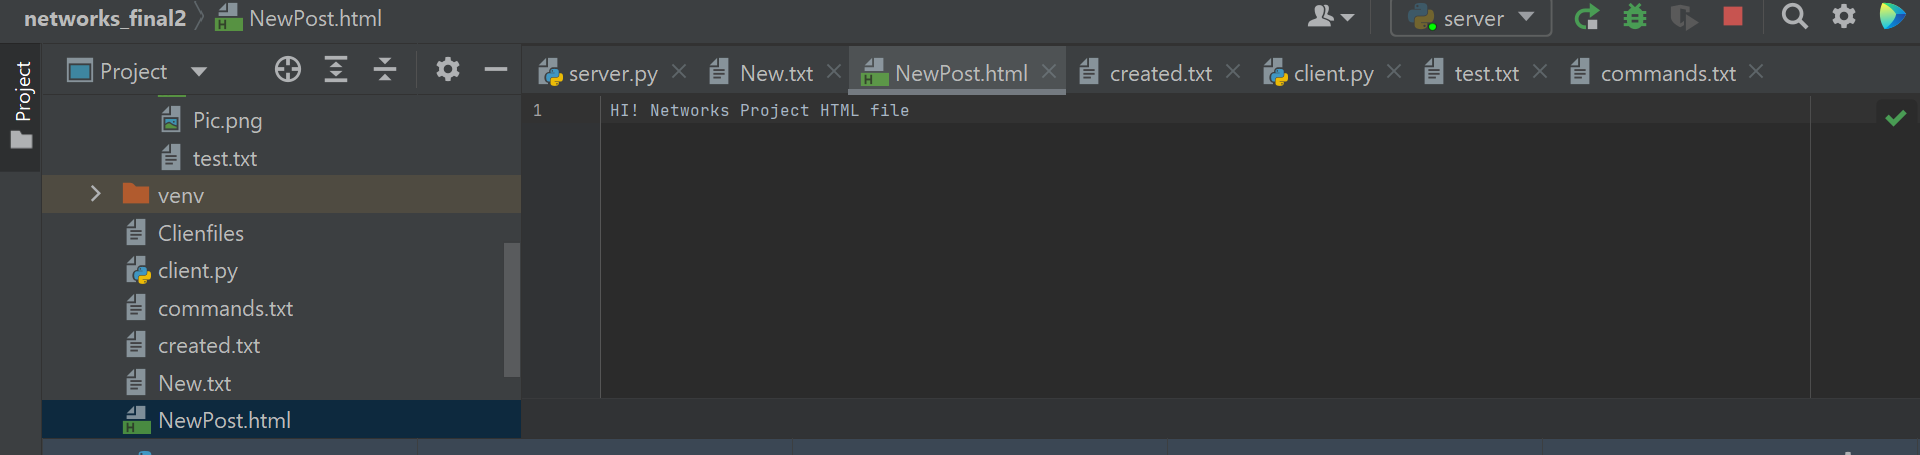 networks_final2 NewPost.html server
Project
Project
server.py New.txt NewPost.html created.txt client.py test.txt commands.txt
1 HI! Networks Project HTML file
Pic.png
test.txt
venv
Clienfiles
client.py
commands.txt
created.txt
New.txt
NewPost.html